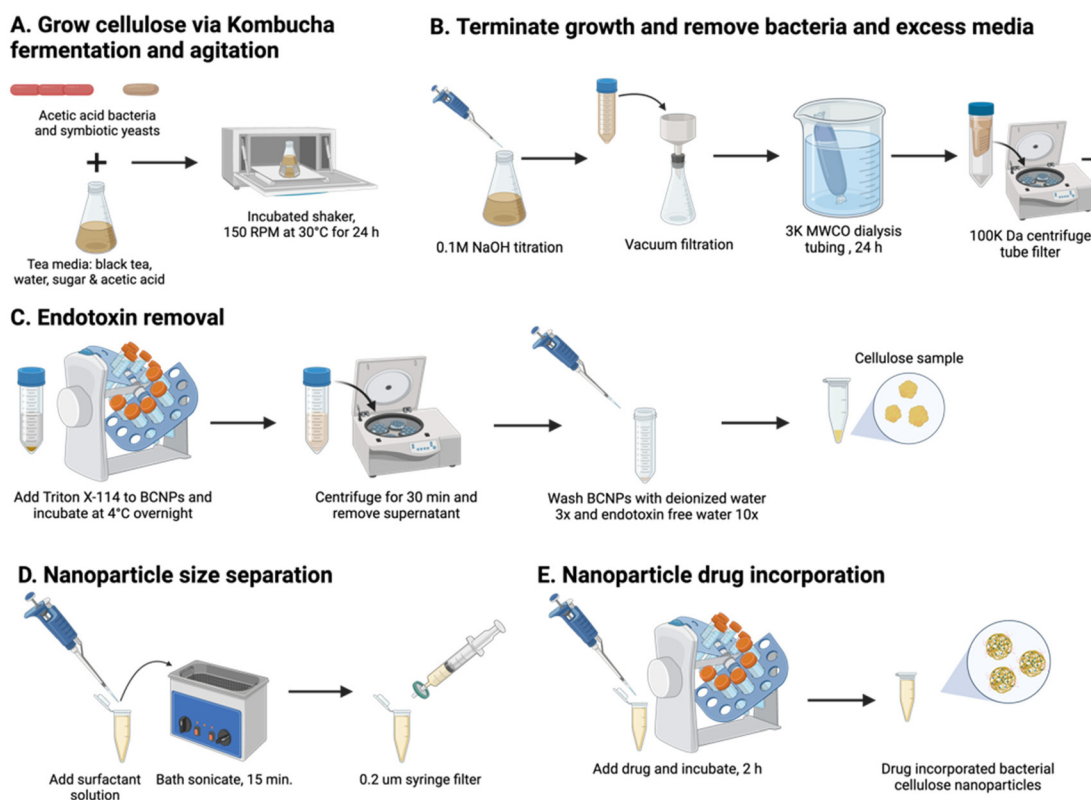 A. Grow cellulose via Kombucha
fermentation and agitation
Acetic acid bacteria
and symbiotic yeasts
+
Tea media: black tea,
water, sugar & acetic acid
Incubated shaker,
150 RPM at 30°C for 24 h
B. Terminate growth and remove bacteria and excess media
0.1M NaOH titration
Vacuum filtration
3K MWCO dialysis
tubing , 24 h
100K Da centrifuge
tube filter
C. Endotoxin removal
Add Triton X-114 to BCNPs and
incubate at 4°C overnight
Centrifuge for 30 min and
remove supernatant
Wash BCNPs with deionized water
3x and endotoxin free water 10x
Cellulose sample
D. Nanoparticle size separation
Add surfactant
solution
Bath sonicate, 15 min.
0.2 um syringe filter
E. Nanoparticle drug incorporation
Add drug and incubate, 2 h
Drug incorporated bacterial
cellulose nanoparticles